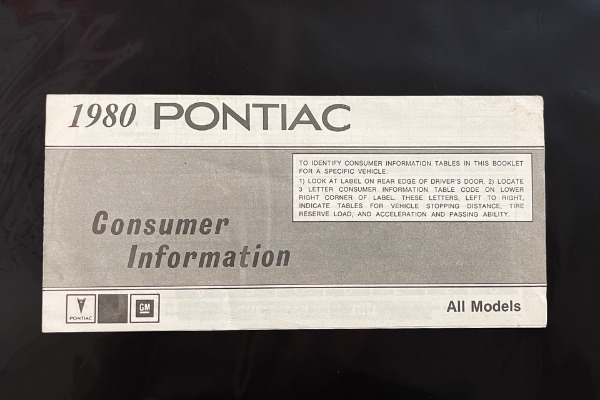 1980 PONTIAC
TO IDENTIFY CONSUMER INFORMATION TABLES IN THIS BOOKLET
FOR A SPECIFIC VEHICLE:
1) LOOK AT LABEL ON REAR EDGE OF DRIVER'S DOOR. 2) LOCATE
3 LETTER CONSUMER INFORMATION TABLE CODE ON LOWER
RIGHT CORNER OF LABEL. THESE LETTERS, LEFT TO RIGHT,
INDICATE TABLES FOR VEHICLE STOPPING DISTANCE, TIRE
RESERVE LOAD, AND ACCELERATION AND PASSING ABILITY.
Consumer
Information
PONTIAC
GM
All Models